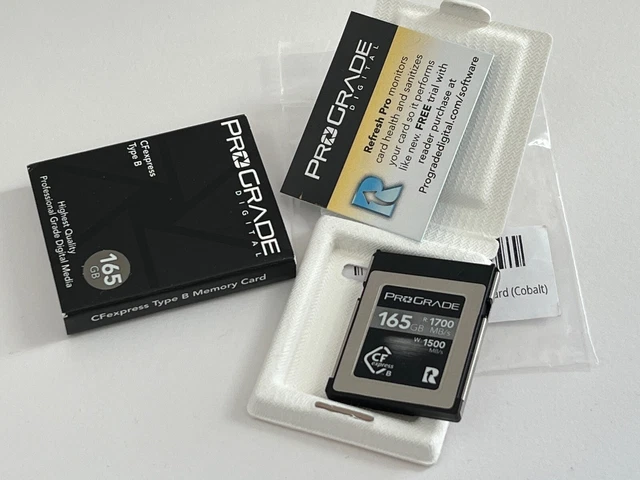 PROGRADE
DIGITAL
CFexpress
Type B
Highest Quality
Professional Grade Digital Media
165
GB
CFexpress Type B Memory Card
PROGRADE
DIGITAL
Refresh Pro monitors
card health and sanitizes
your card so it performs
like new. FREE trial with
reader purchase at
Progradedigital.com/software
R
ard (Cobalt)
PROGRADE
165GB
R 1700
MB/s
W 1500
MB/s
CF
express
B
R